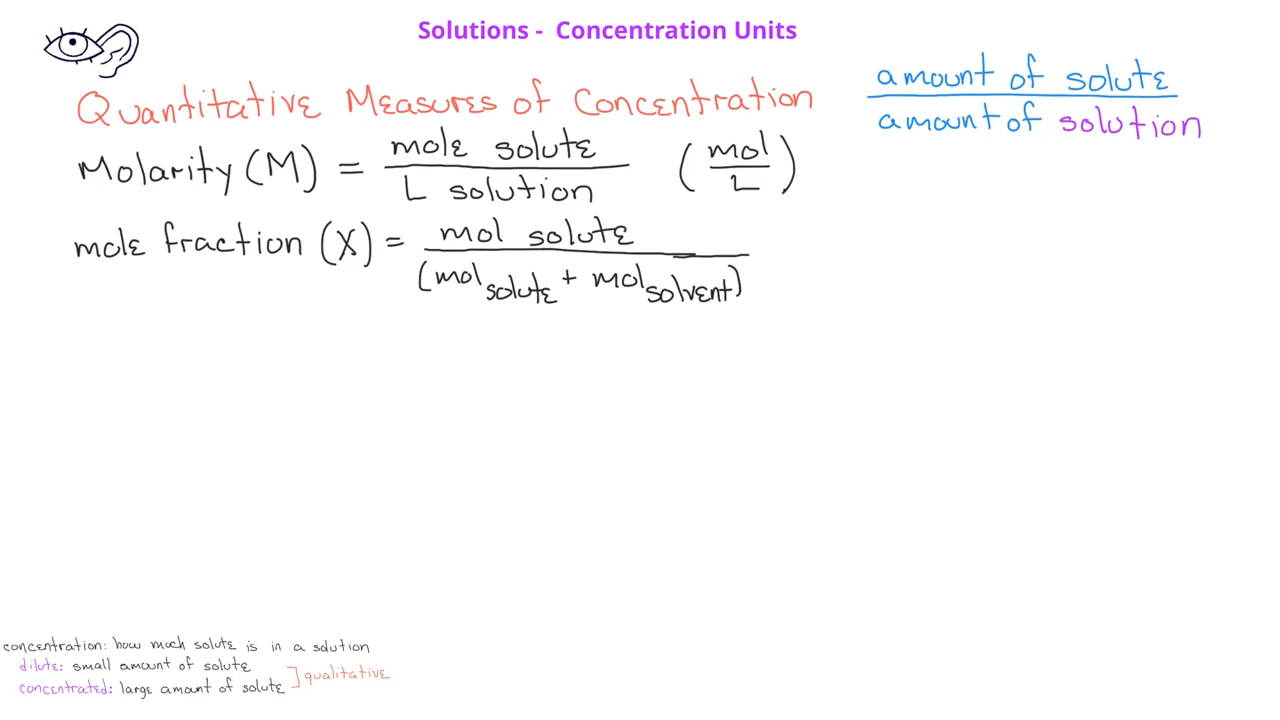 Solutions - Concentration Units
Quantitative Measures of Concentration
amount of solute
amount of solution
Molarity (M) = mole solute / L solution (mol / L)
mole fraction (X) = mol solute / (mol solute + mol solvent)
concentration: how much solute is in a solution
dilute: small amount of solute
concentrated: large amount of solute
] qualitative